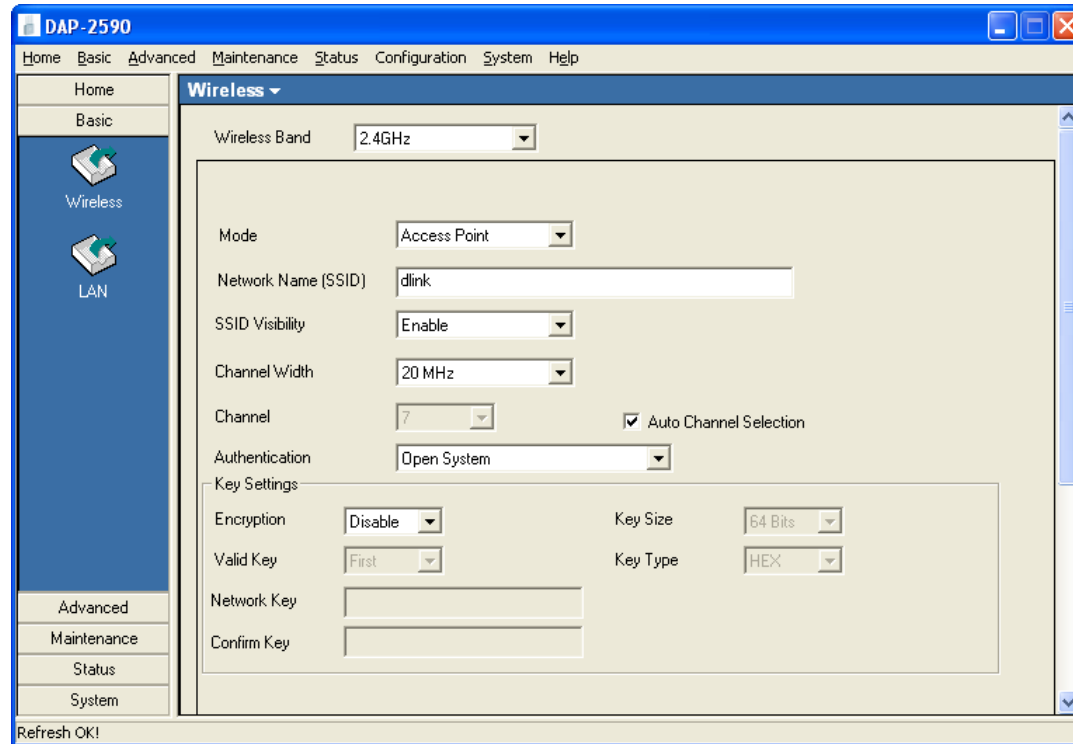 DAP-2590
Home Basic Advanced Maintenance Status Configuration System Help
Home
Basic
Wireless
LAN
Advanced
Maintenance
Status
System
Wireless
Wireless Band 2.4GHz
Mode Access Point
Network Name (SSID) dlink
SSID Visibility Enable
Channel Width 20 MHz
Channel 7 Auto Channel Selection
Authentication Open System
Key Settings
Encryption Disable Key Size 64 Bits
Valid Key First Key Type HEX
Network Key
Confirm Key
Refresh OK!